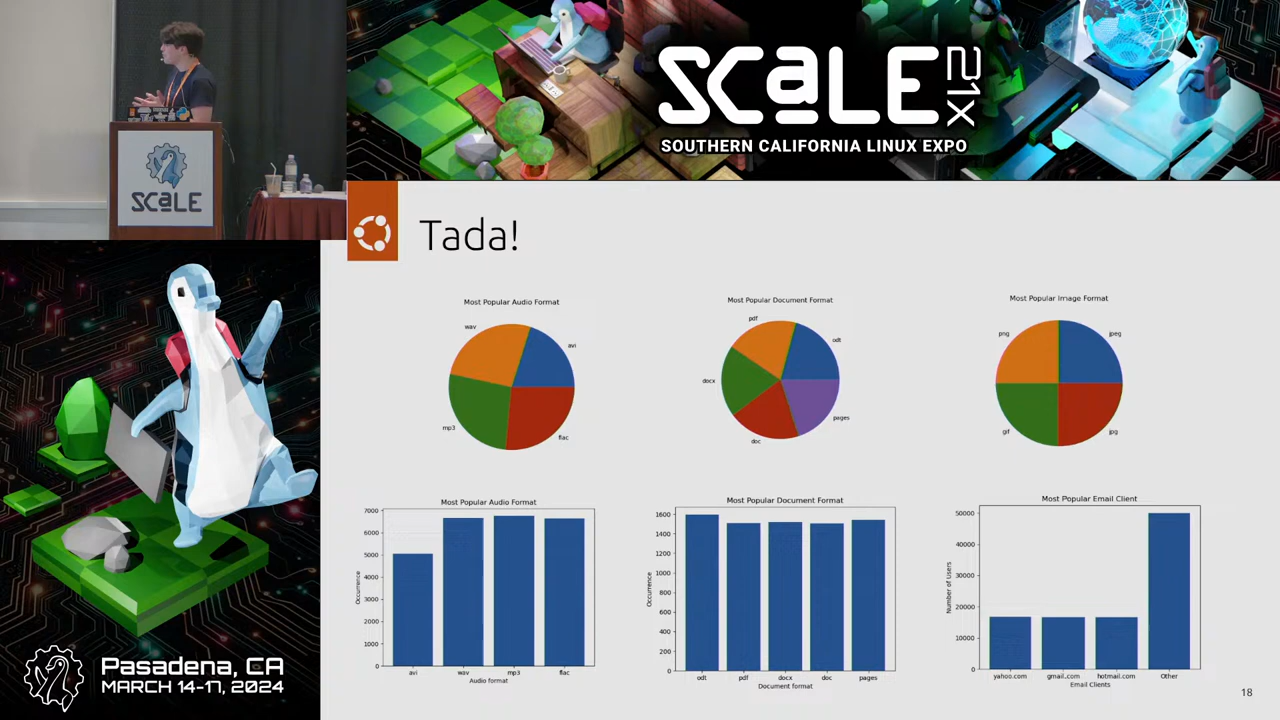 SCaLE 21X
SOUTHERN CALIFORNIA LINUX EXPO
SCaLE
Tada!
Most Popular Audio Format
wav
avi
mp3
flac
Most Popular Document Format
pdf
odt
docx
pages
doc
Most Popular Image Format
png
jpeg
gif
jpg
Most Popular Audio Format
7000
6000
5000
4000
3000
2000
1000
0
Occurrence
avi wav mp3 flac
Audio format
Most Popular Document Format
1600
1400
1200
1000
800
600
400
200
0
Occurrence
odt pdf docx doc pages
Document format
Most Popular Email Client
50000
40000
30000
20000
10000
0
Number of Users
yahoo.com gmail.com hotmail.com Other
Email Clients
18
Pasadena, CA
MARCH 14-17, 2024